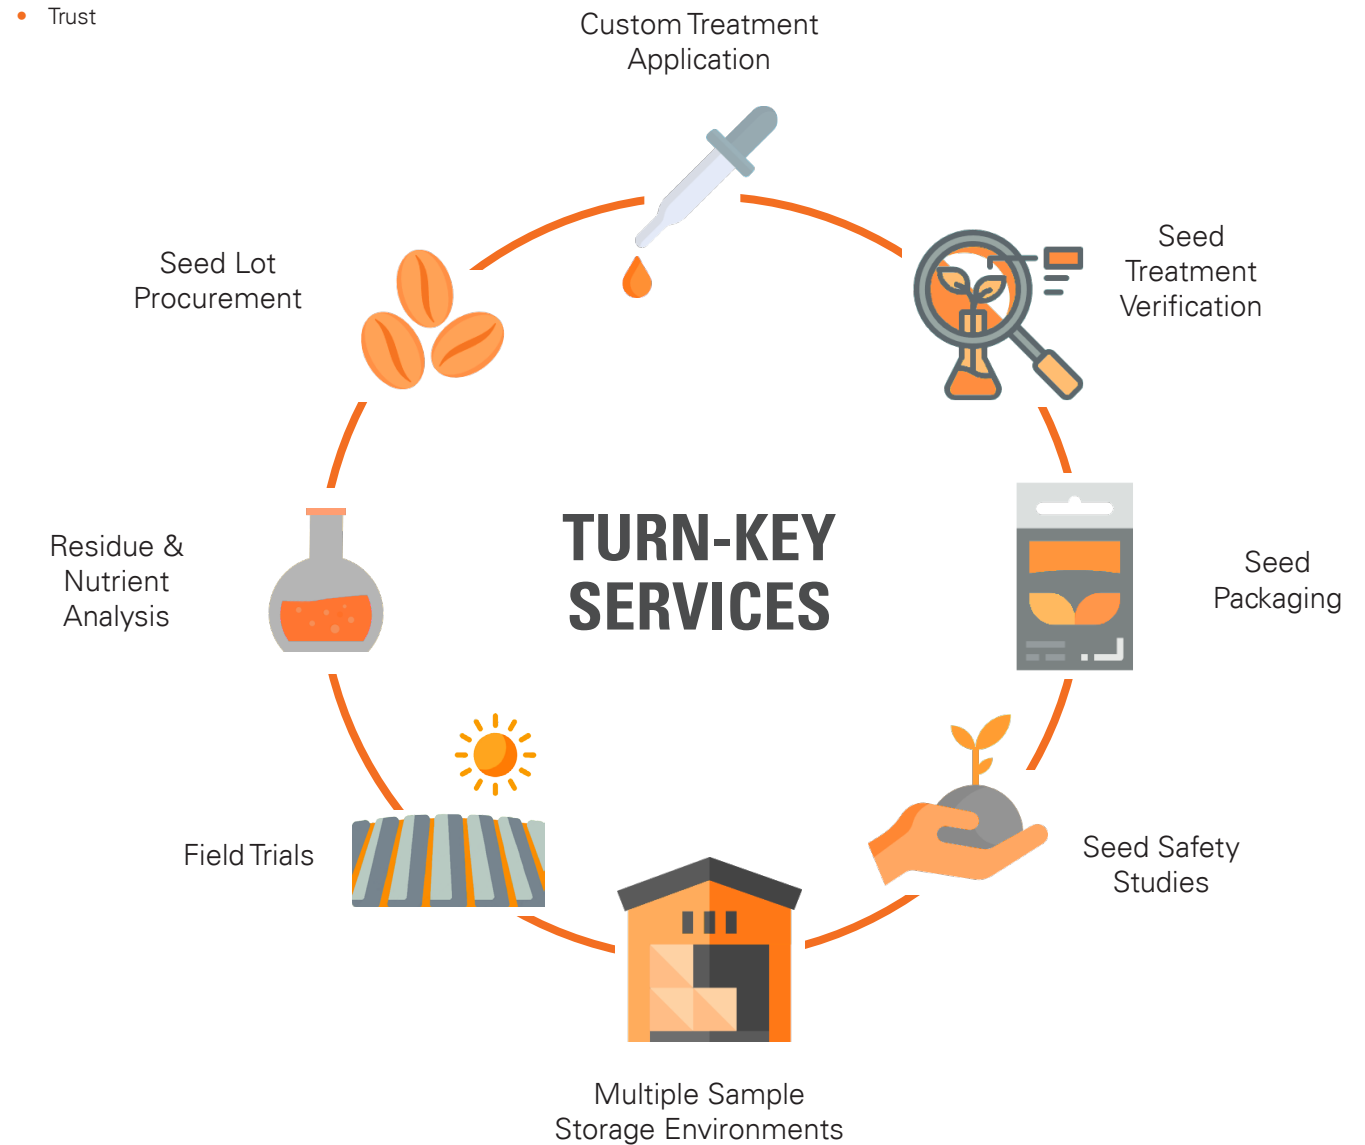 • Trust
Custom Treatment
Application
Seed
Treatment
Verification
Seed
Packaging
Seed Safety
Studies
Multiple Sample
Storage Environments
Field Trials
Residue &
Nutrient
Analysis
Seed Lot
Procurement
TURN-KEY
SERVICES